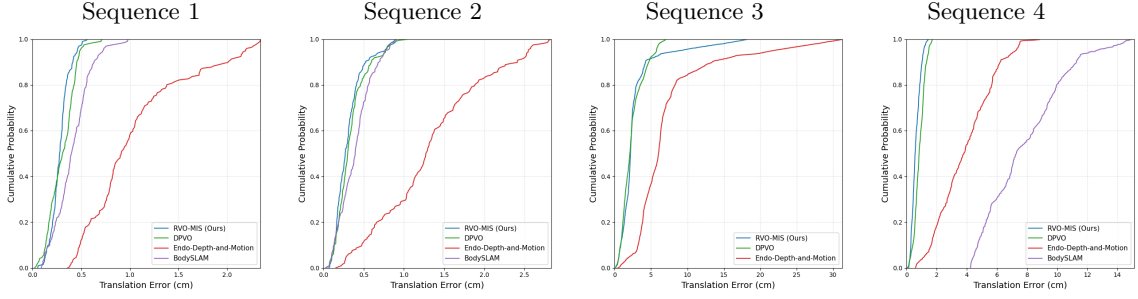 Sequence 1
Sequence 2
Sequence 3
Sequence 4
Cumulative Probability
1.0
0.8
0.6
0.4
0.2
0.0
0.0 0.5 1.0 1.5 2.0
Translation Error (cm)
RVO-MIS (Ours)
DPVO
Endo-Depth-and-Motion
BodySLAM
Cumulative Probability
1.0
0.8
0.6
0.4
0.2
0.0
0.0 0.5 1.0 1.5 2.0 2.5
Translation Error (cm)
RVO-MIS (Ours)
DPVO
Endo-Depth-and-Motion
BodySLAM
Cumulative Probability
1.0
0.8
0.6
0.4
0.2
0.0
0 5 10 15 20 25 30
Translation Error (cm)
RVO-MIS (Ours)
DPVO
Endo-Depth-and-Motion
Cumulative Probability
1.0
0.8
0.6
0.4
0.2
0.0
0 2 4 6 8 10 12 14
Translation Error (cm)
RVO-MIS (Ours)
DPVO
Endo-Depth-and-Motion
BodySLAM